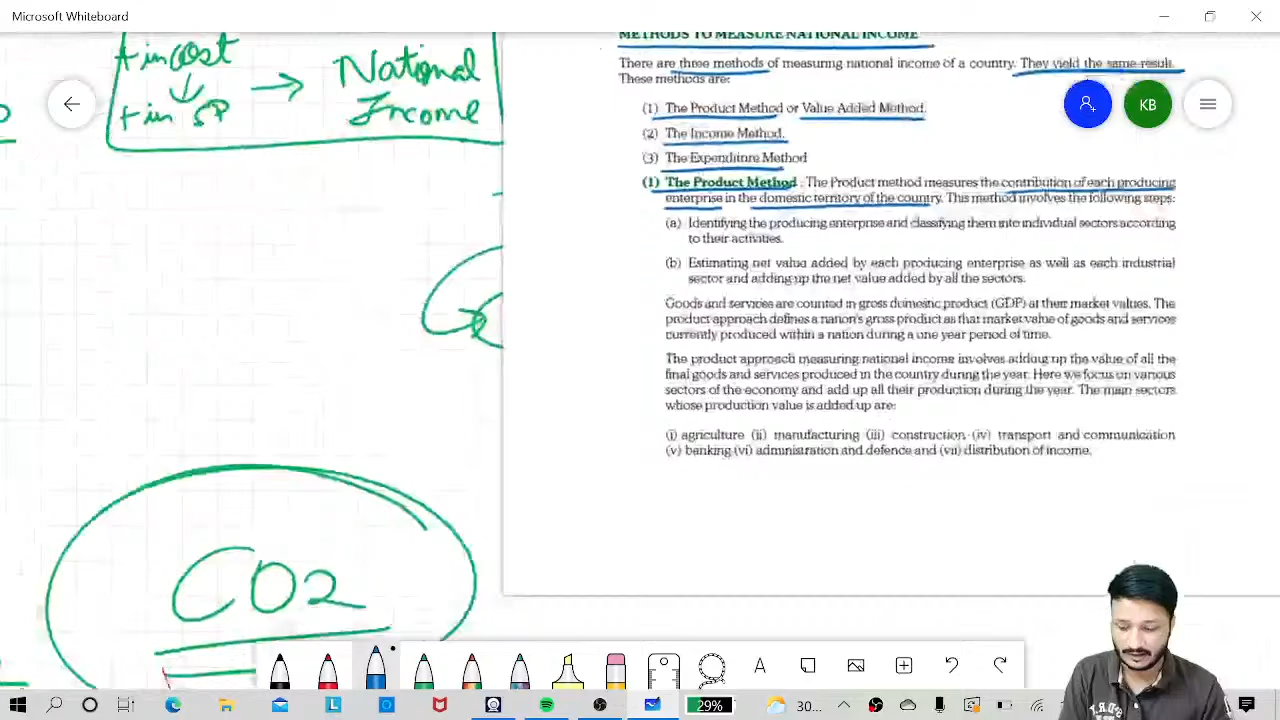 Microsoft Whiteboard
↑ in cost
↑ in SP → National Income
METHODS TO MEASURE NATIONAL INCOME
There are three methods of measuring national income of a country. They yield the same result.
These methods are:
KB
(1) The Product Method or Value Added Method.
(2) The Income Method.
(3) The Expenditure Method
(1) The Product Method. The Product method measures the contribution of each producing
enterprise in the domestic territory of the country. This method involves the following steps:
(a) Identifying the producing enterprise and classifying them into individual sectors according
to their activities.
(b) Estimating net value added by each producing enterprise as well as each industrial
sector and adding up the net value added by all the sectors.
Goods and services are counted in gross domestic product (GDP) at their market values. The
product approach defines a nation's gross product as that market value of goods and services
currently produced within a nation during a one year period of time.
The product approach measuring national income involves adding up the value of all the
final goods and services produced in the country during the year. Here we focus on various
sectors of the economy and add up all their production during the year. The main sectors
whose production value is added up are:
(i) agriculture (ii) manufacturing (iii) construction (iv) transport and communication
(v) banking (vi) administration and defence and (vii) distribution of income.
CO2
29%
30...